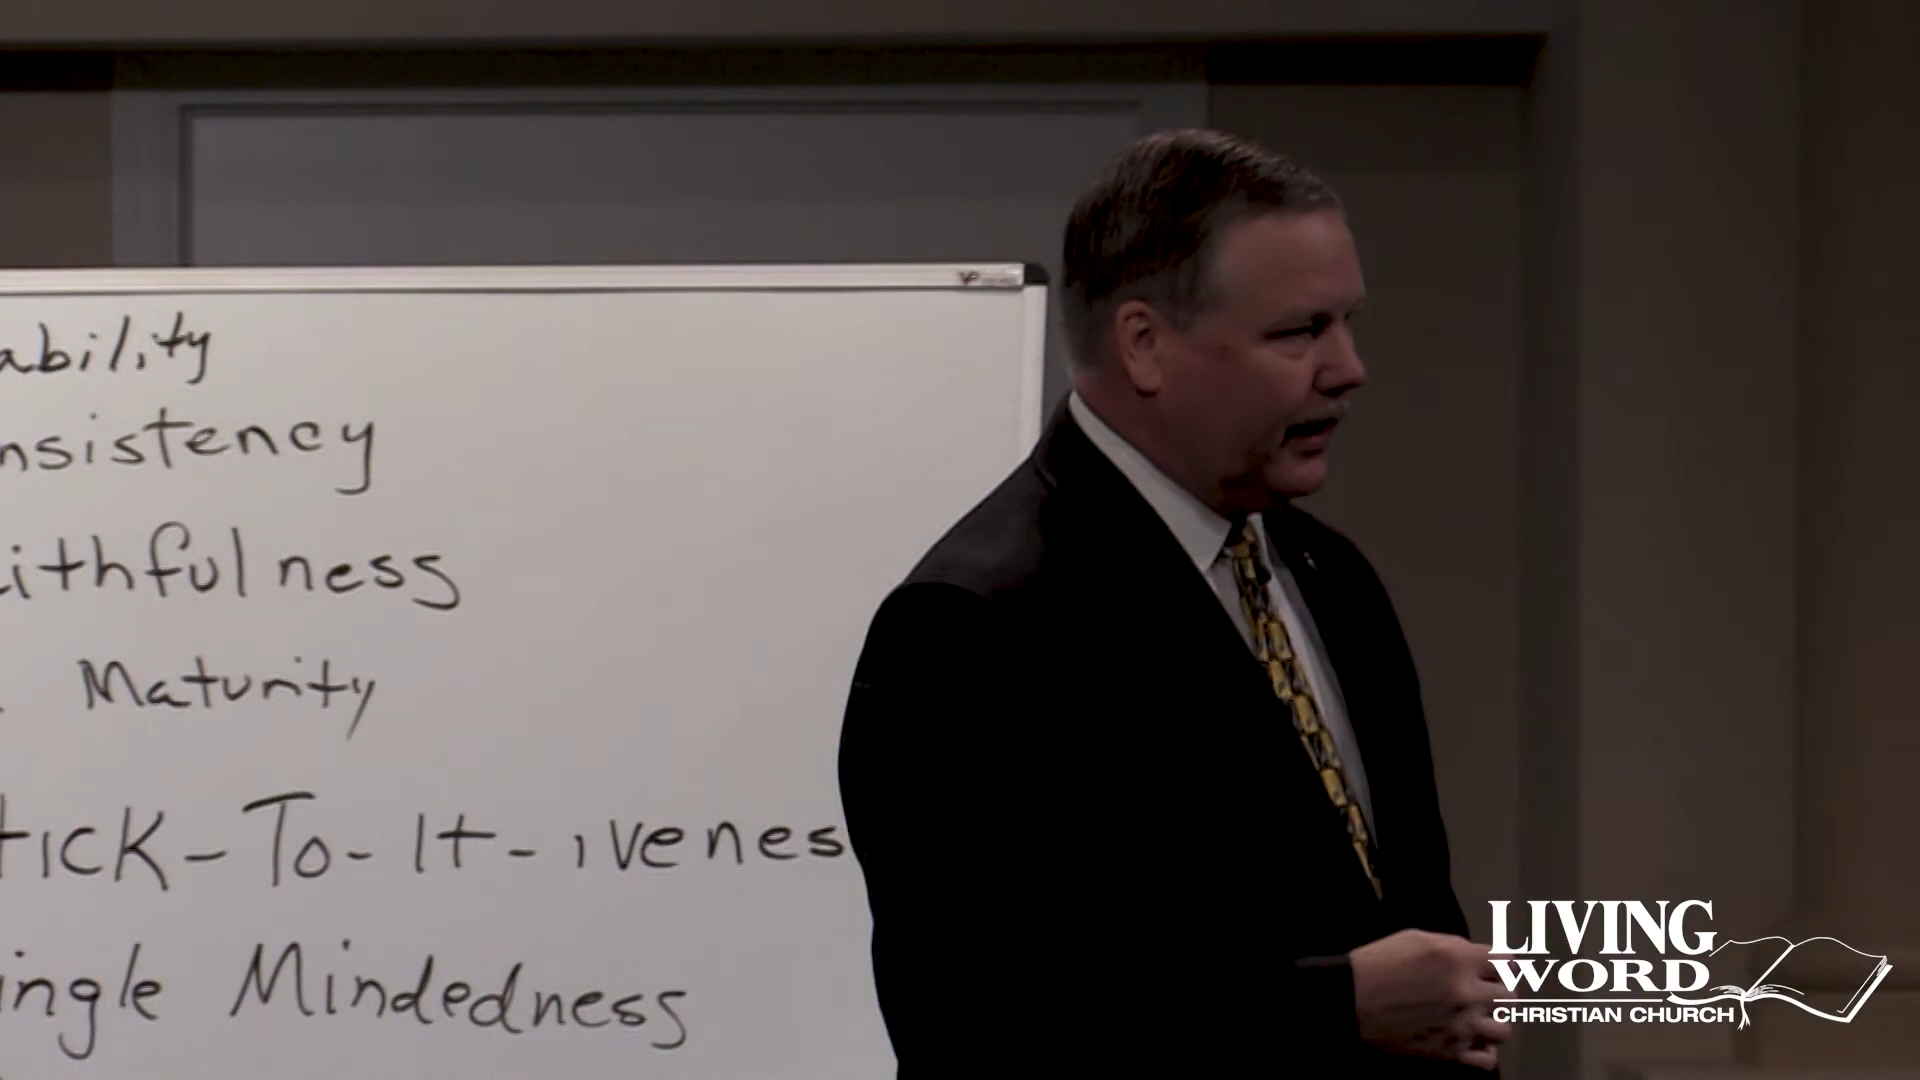 ability
nsistency
ithfulness
Maturity
tick-To-It-ivenes
ingle Mindedness
LIVING
WORD
CHRISTIAN CHURCH